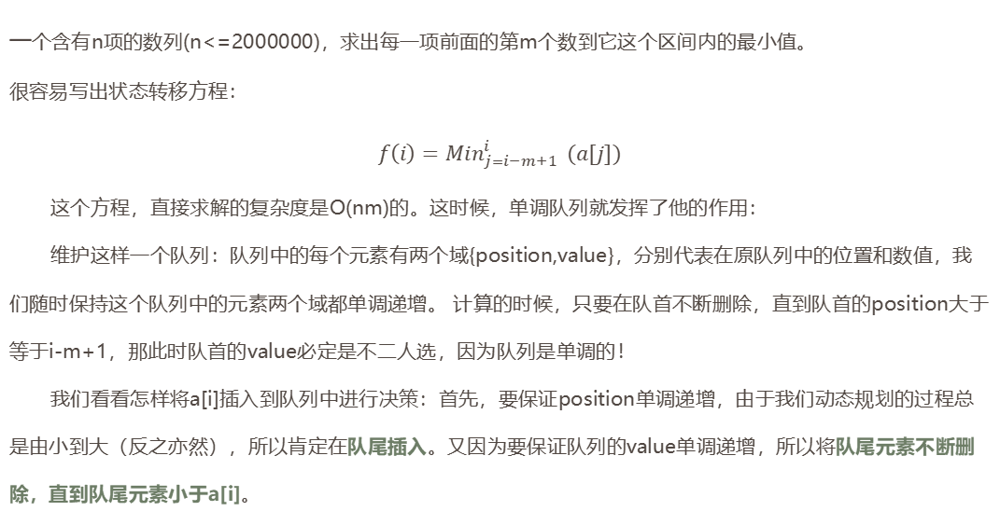 一个含有n项的数列(n<=2000000)，求出每一项前面的第m个数到它这个区间内的最小值。
很容易写出状态转移方程：
f(i) = Min_{j=i-m+1}^{i} (a[j])
这个方程，直接求解的复杂度是O(nm)的。这时候，单调队列就发挥了他的作用：
维护这样一个队列：队列中的每个元素有两个域{position,value}，分别代表在原队列中的位置和数值，我
们随时保持这个队列中的元素两个域都单调递增。 计算的时候，只要在队首不断删除，直到队首的position大于
等于i-m+1，那此时队首的value必定是不二人选，因为队列是单调的！
我们看看怎样将a[i]插入到队列中进行决策：首先，要保证position单调递增，由于我们动态规划的过程总
是由小到大（反之亦然），所以肯定在队尾插入。又因为要保证队列的value单调递增，所以将队尾元素不断删
除，直到队尾元素小于a[i]。